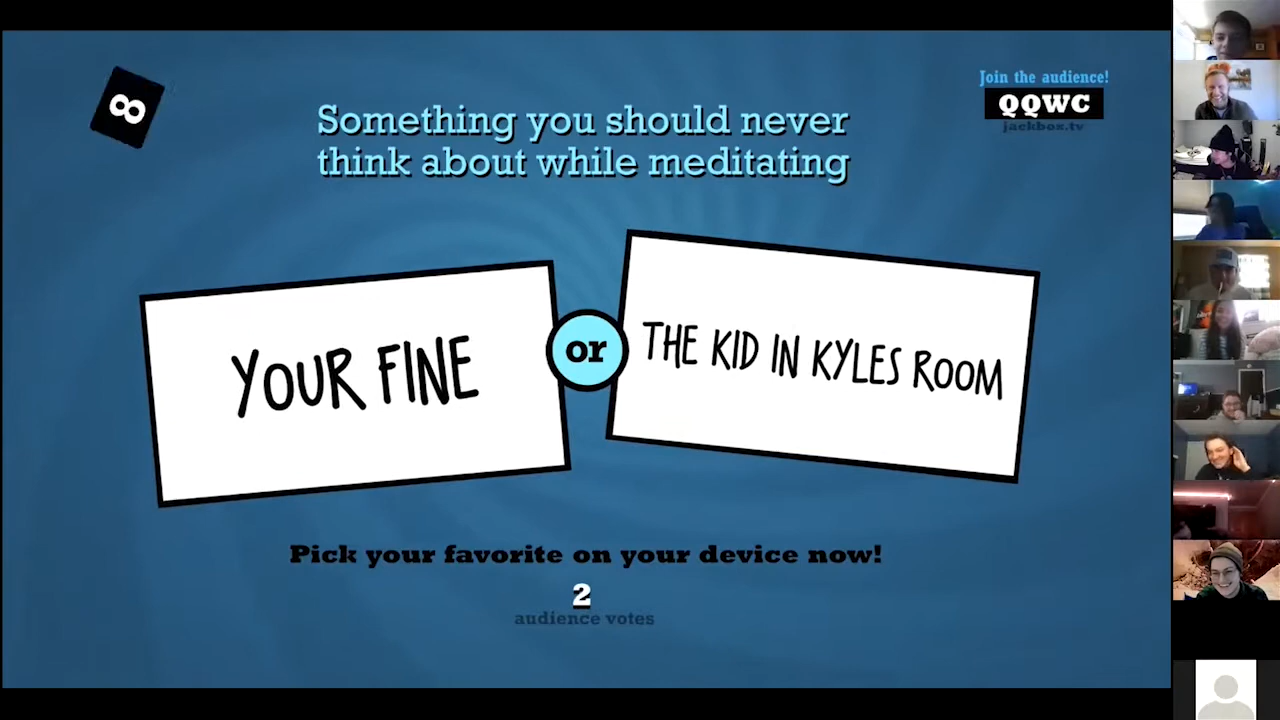 8
Join the audience!
QQWC
jackbox.tv
Something you should never
think about while meditating
YOUR FINE
or
THE KID IN KYLES ROOM
Pick your favorite on your device now!
2
audience votes